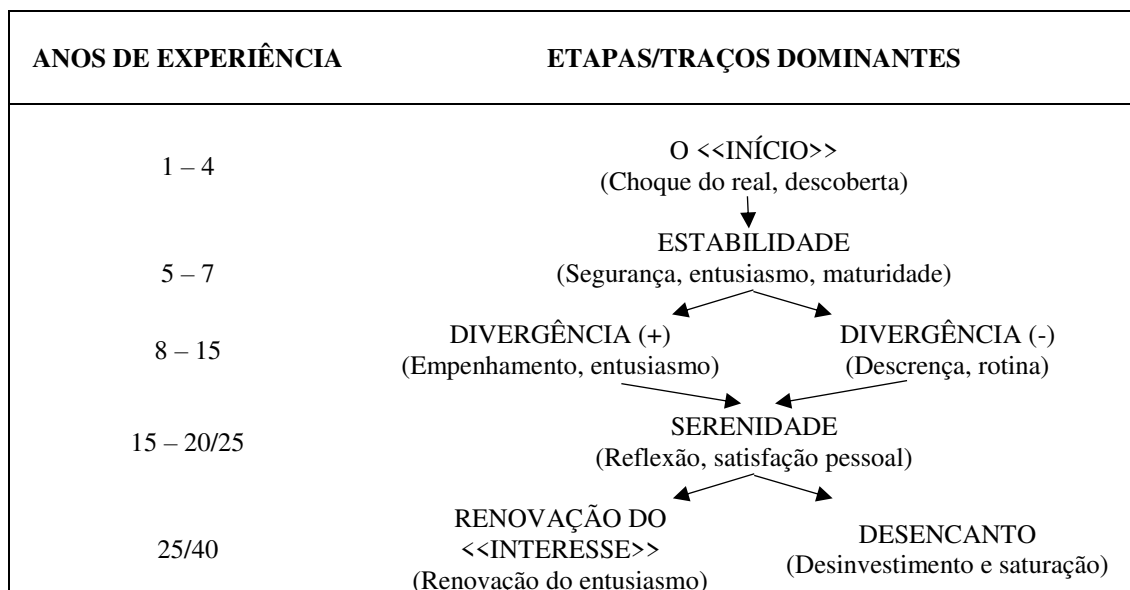 ANOS DE EXPERIÊNCIA ETAPAS/TRAÇOS DOMINANTES
1 – 4
O <<INÍCIO>>
(Choque do real, descoberta)
5 – 7
ESTABILIDADE
(Segurança, entusiasmo, maturidade)
8 – 15
DIVERGÊNCIA (+)
(Empenhamento, entusiasmo)
DIVERGÊNCIA (-)
(Descrença, rotina)
15 – 20/25
SERENIDADE
(Reflexão, satisfação pessoal)
25/40
RENOVAÇÃO DO
<<INTERESSE>>
(Renovação do entusiasmo)
DESENCANTO
(Desinvestimento e saturação)